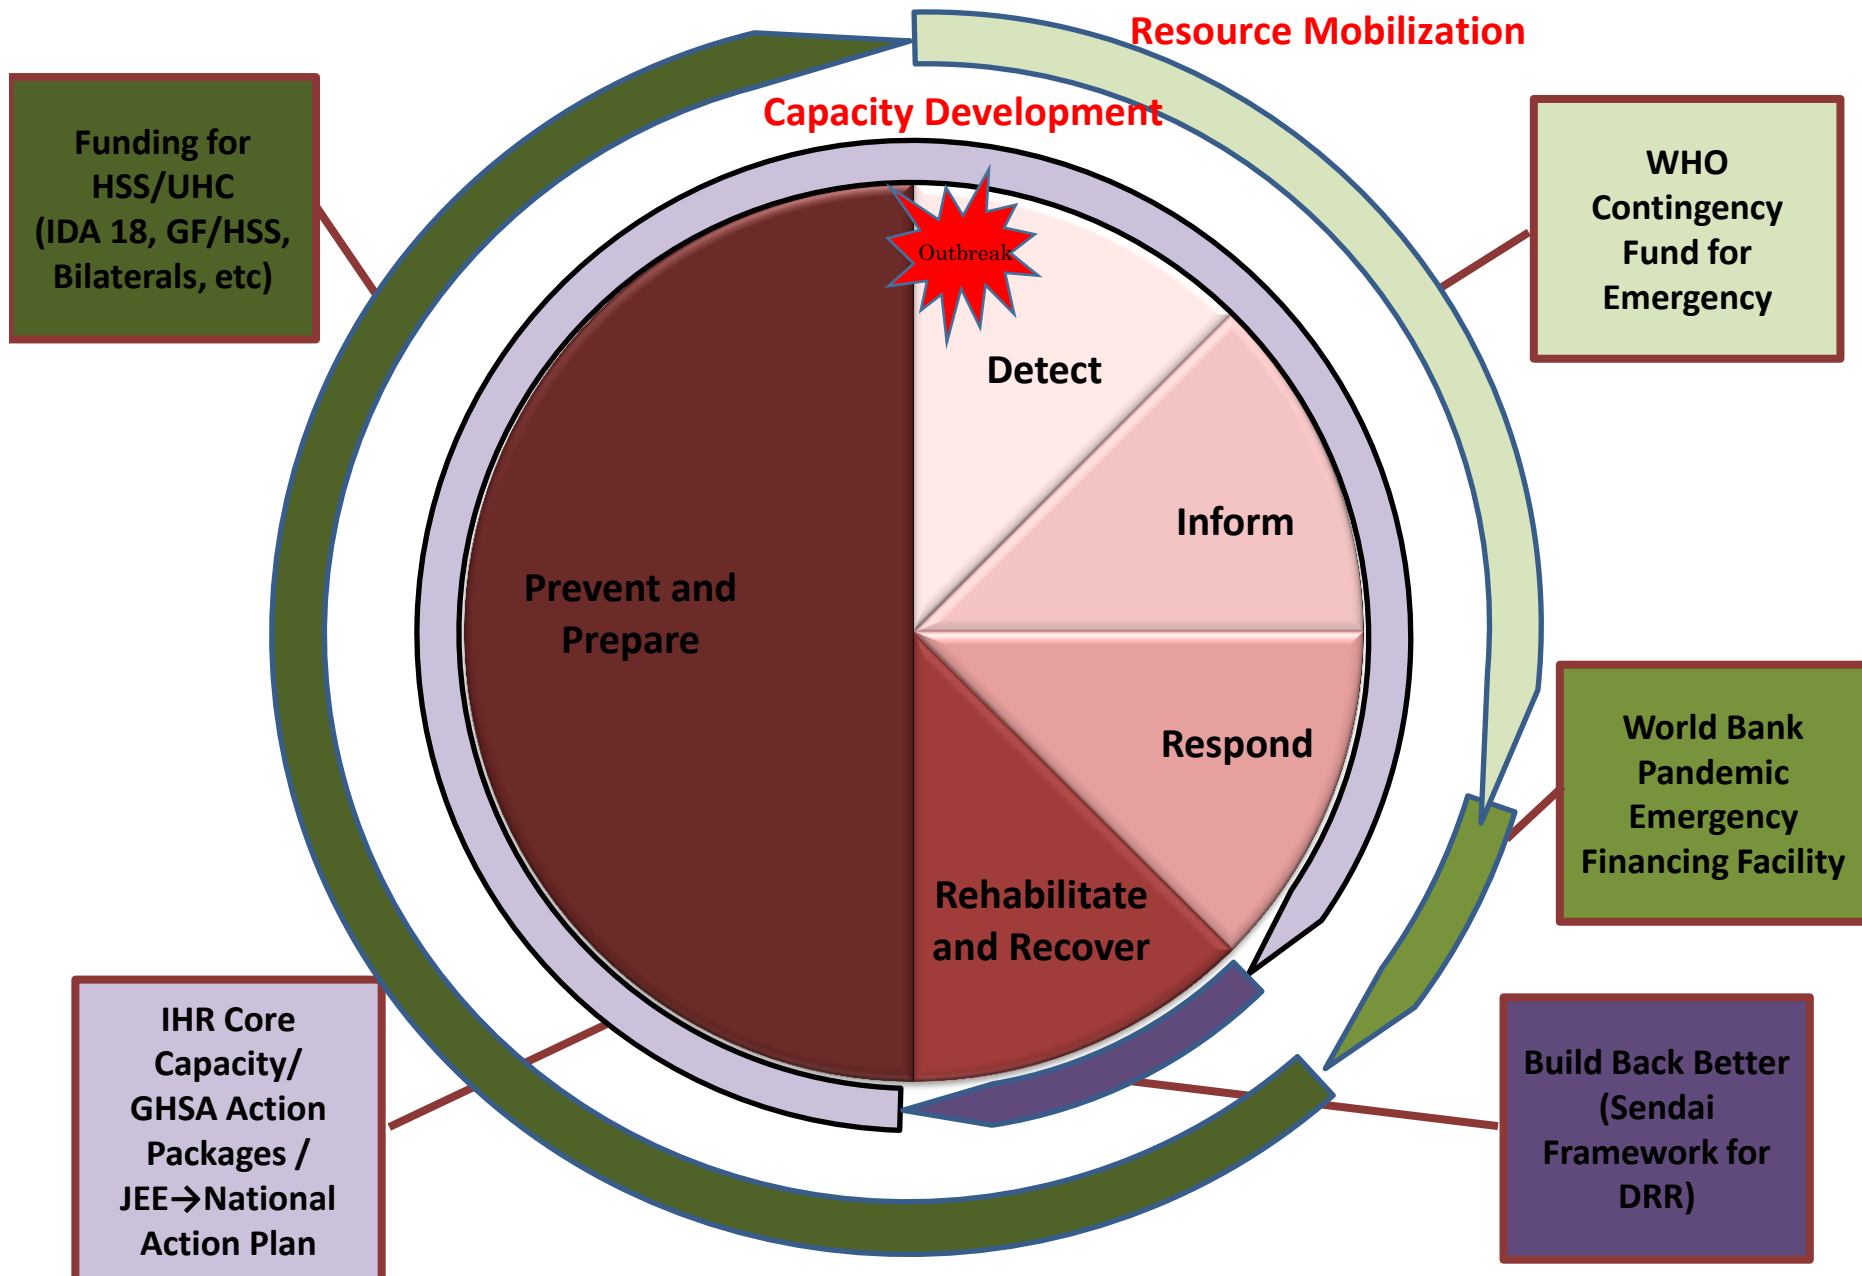 Resource Mobilization
Capacity Development
Funding for
HSS/UHC
(IDA 18, GF/HSS,
Bilaterals, etc)
WHO
Contingency
Fund for
Emergency
Outbreak
Detect
Inform
Prevent and
Prepare
Respond
World Bank
Pandemic
Emergency
Financing Facility
Rehabilitate
and Recover
IHR Core
Capacity/
GHSA Action
Packages /
JEE→National
Action Plan
Build Back Better
(Sendai
Framework for
DRR)